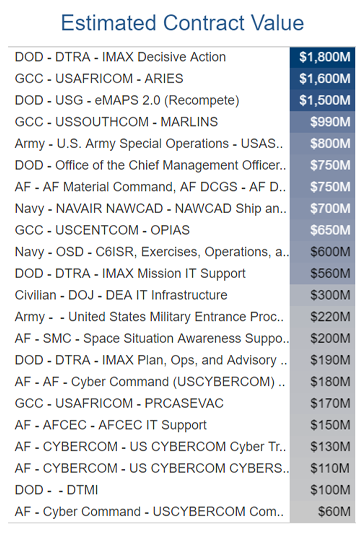 Estimated Contract Value
DOD - DTRA - IMAX Decisive Action $1,800M
GCC - USAFRICOM - ARIES $1,600M
DOD - USG - eMAPS 2.0 (Recompete) $1,500M
GCC - USSOUTHCOM - MARLINS $990M
Army - U.S. Army Special Operations - USAS.. $800M
DOD - Office of the Chief Management Officer.. $750M
AF - AF Material Command, AF DCGS - AF D.. $750M
Navy - NAVAIR NAWCAD - NAWCAD Ship an.. $700M
GCC - USCENTCOM - OPIAS $650M
Navy - OSD - C6ISR, Exercises, Operations, a.. $600M
DOD - DTRA - IMAX Mission IT Support $560M
Civilian - DOJ - DEA IT Infrastructure $300M
Army - - United States Military Entrance Proc.. $220M
AF - SMC - Space Situation Awareness Suppo.. $200M
DOD - DTRA - IMAX Plan, Ops, and Advisory .. $190M
AF - AF - Cyber Command (USCYBERCOM) .. $180M
GCC - USAFRICOM - PRCASEVAC $170M
AF - AFCEC - AFCEC IT Support $150M
AF - CYBERCOM - US CYBERCOM Cyber Tr.. $130M
AF - CYBERCOM - US CYBERCOM CYBERS.. $110M
DOD - - DTMI $100M
AF - Cyber Command - USCYBERCOM Com.. $60M